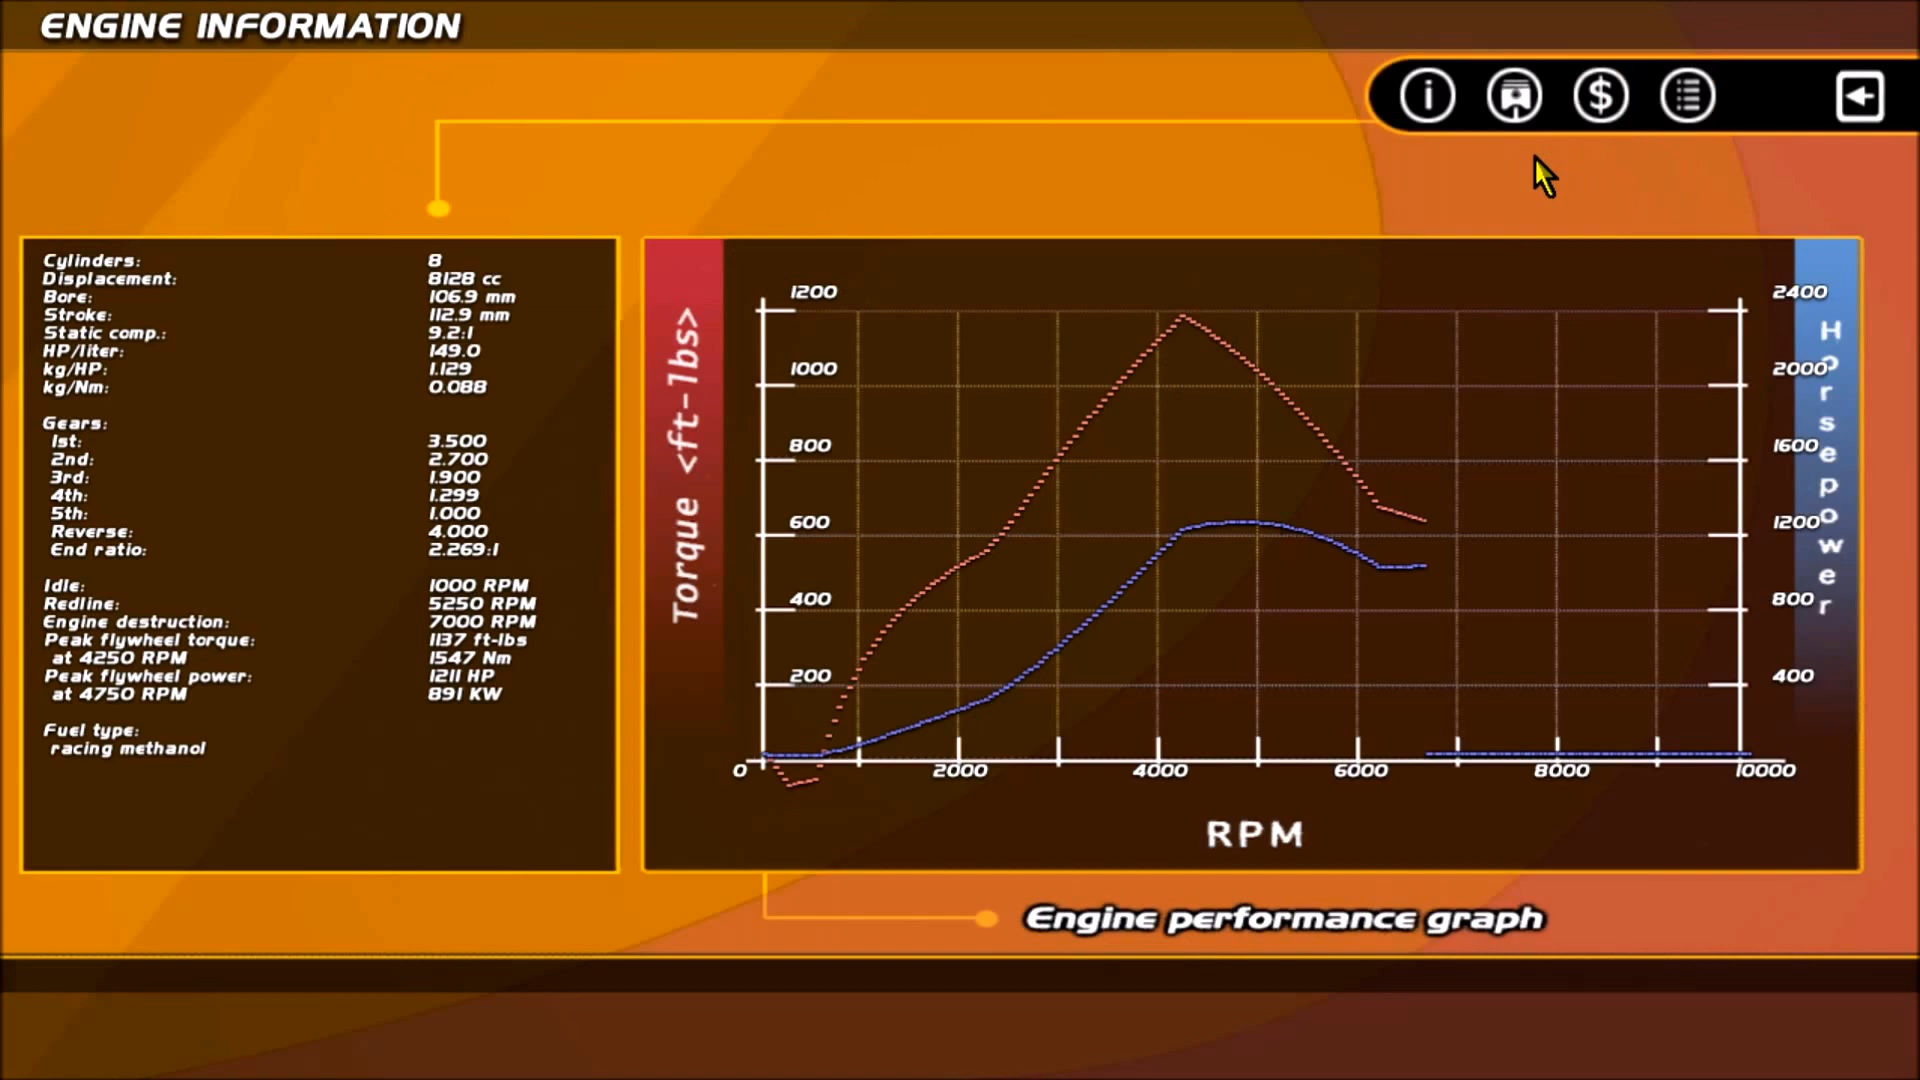 ENGINE INFORMATION
Cylinders: 8
Displacement: 8128 cc
Bore: 106.9 mm
Stroke: 112.9 mm
Static comp.: 9.2:1
HP/liter: 149.0
kg/HP: 1.129
kg/Nm: 0.088
Gears:
1st: 3.500
2nd: 2.700
3rd: 1.900
4th: 1.299
5th: 1.000
Reverse: 4.000
End ratio: 2.269:1
Idle: 1000 RPM
Redline: 5250 RPM
Engine destruction: 7000 RPM
Peak flywheel torque: 1137 ft-lbs
at 4250 RPM 1547 Nm
Peak flywheel power: 1211 HP
at 4750 RPM 891 KW
Fuel type:
racing methanol
Torque <ft-lbs>
1200
1000
800
600
400
200
2400
2000
1600
1200
800
400
Horsepower
0 2000 4000 6000 8000 10000
RPM
Engine performance graph